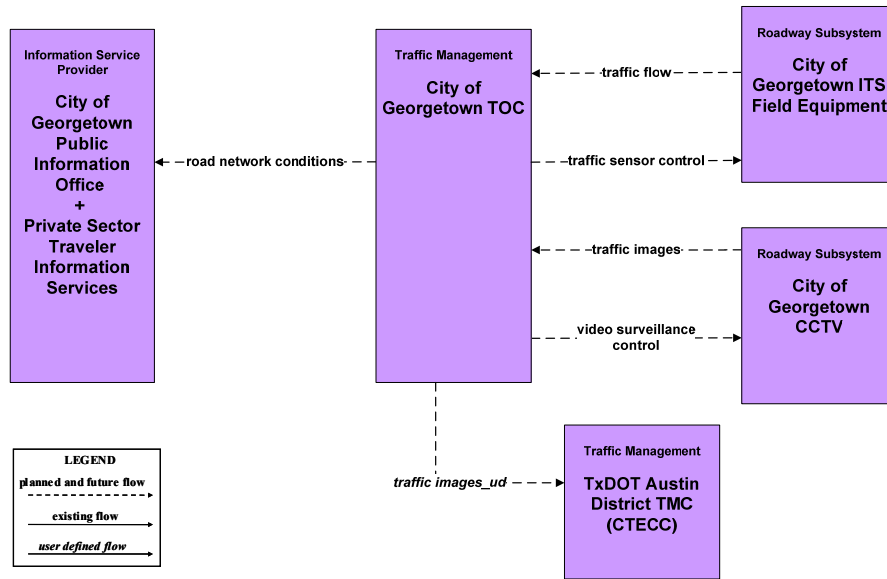 Information Service
Provider
City of
Georgetown
Public
Information
Office
+
Private Sector
Traveler
Information
Services
road network conditions
Traffic Management
City of
Georgetown TOC
traffic flow
traffic sensor control
traffic images
video surveillance
control
Roadway Subsystem
City of
Georgetown ITS
Field Equipment
Roadway Subsystem
City of
Georgetown
CCTV
traffic images_ud
Traffic Management
TxDOT Austin
District TMC
(CTECC)
LEGEND
planned and future flow
existing flow
user defined flow